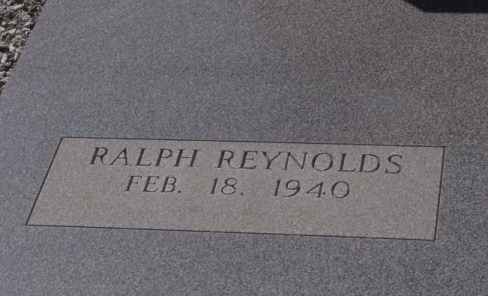 RALPH REYNOLDS
FEB. 18. 1940